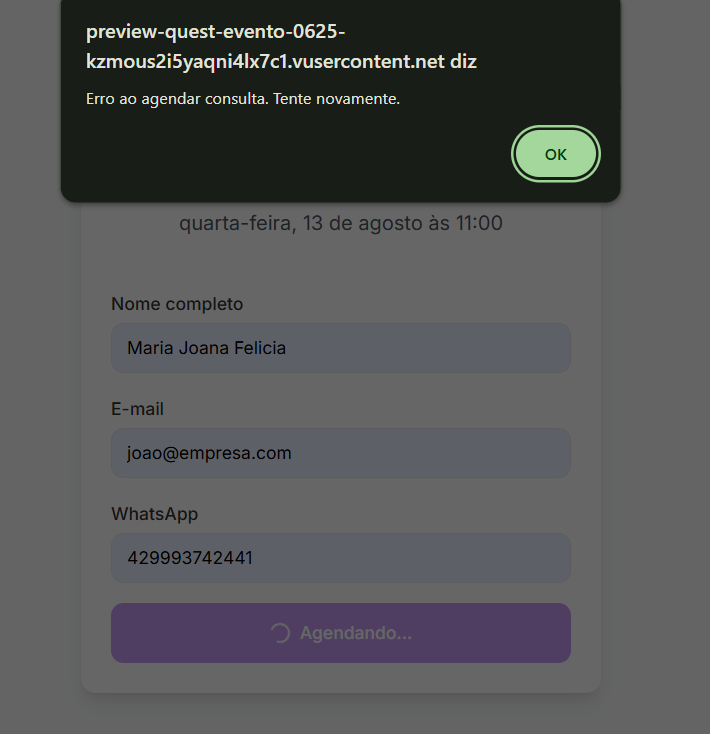 preview-quest-evento-0625-
kzmous2i5yaqni4lx7c1.vusercontent.net diz
Erro ao agendar consulta. Tente novamente.
OK
quarta-feira, 13 de agosto às 11:00
Nome completo
Maria Joana Felicia
E-mail
joao@empresa.com
WhatsApp
429993742441
Agendando...